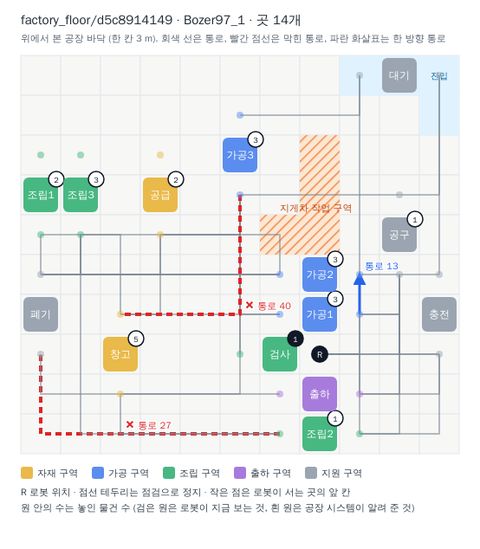 factory_floor/d5c8914149 · Bozer97_1 · 곳 14개
위에서 본 공장 바닥 (한 칸 3 m). 회색 선은 통로, 빨간 점선은 막힌 통로, 파란 화살표는 한 방향 통로
대기
전립
3
가공3
2
조립1
3
조립3
2
공급
지게차 작업 구역
1
공구
3
가공2
통로 13
폐기
✖ 통로 40
3
가공1
충전
5
창고
1
검사
R
출하
✖ 통로 27
1
조립2
자재 구역
가공 구역
조립 구역
출하 구역
지원 구역
R 로봇 위치 · 점선 테두리는 점검으로 정지 · 작은 점은 로봇이 서는 곳의 앞 칸
원 안의 수는 놓인 물건 수 (검은 원은 로봇이 지금 보는 것, 흰 원은 공장 시스템이 알려 준 것)